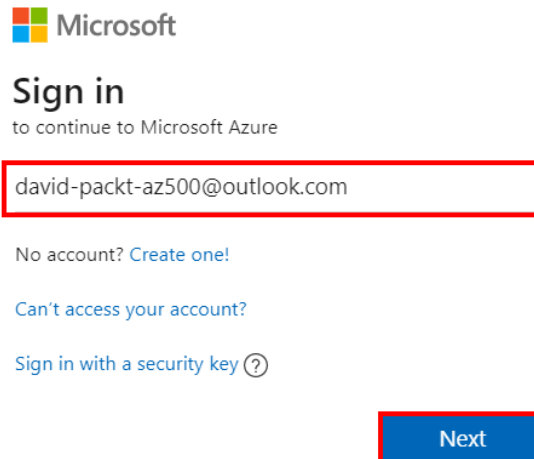 Microsoft
Sign in
to continue to Microsoft Azure
david-packt-az500@outlook.com
No account? Create one!
Can't access your account?
Sign in with a security key ?
Next